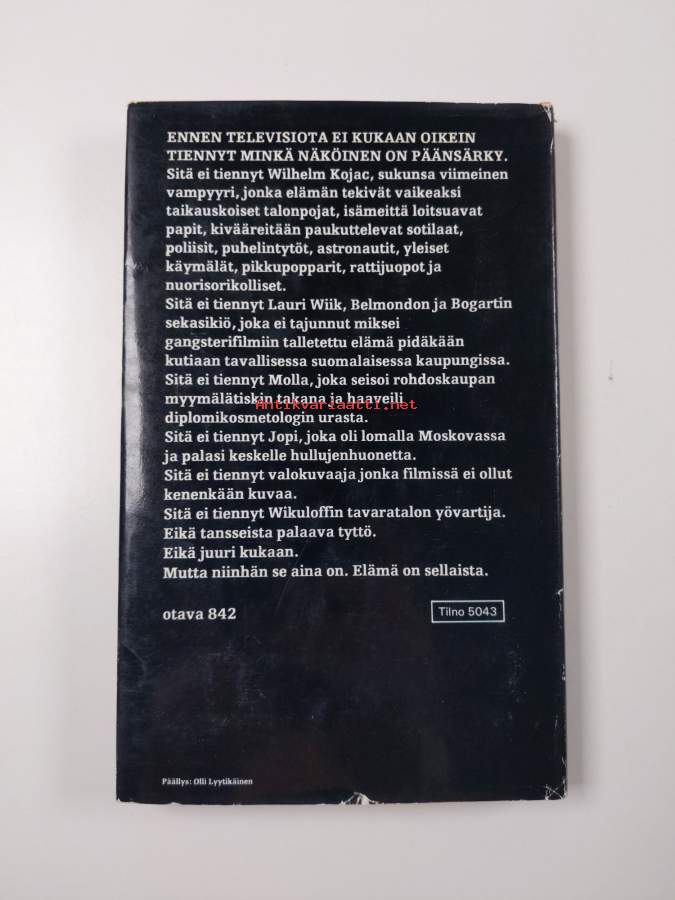 ENNEN TELEVISIOTA EI KUKAAN OIKEIN
TIENNYT MINKÄ NÄKÖINEN ON PÄÄNSÄRKY.
Sitä ei tiennyt Wilhelm Kojac, sukunsa viimeinen
vampyyri, jonka elämän tekivät vaikeaksi
taikauskoiset talonpojat, isämeittä loitsuavat
papit, kivääreitään paukuttelevat sotilaat,
poliisit, puhelintytöt, astronautit, yleiset
käymälät, pikkupopparit, rattijuopot ja
nuorisorikolliset.
Sitä ei tiennyt Lauri Wiik, Belmondon ja Bogartin
sekasikiö, joka ei tajunnut miksei
gangsterifilmiin talletettu elämä pidäkään
kutiaan tavallisessa suomalaisessa kaupungissa.
Sitä ei tiennyt Molla, joka seisoi rohdoskaupan
myymälätiskin takana ja haaveili
Antikvariaatti.net
diplomikosmetologin urasta.
Sitä ei tiennyt Jopi, joka oli lomalla Moskovassa
ja palasi keskelle hullujenhuonetta.
Sitä ei tiennyt valokuvaaja jonka filmissä ei ollut
kenenkään kuvaa.
Sitä ei tiennyt Wikuloffin tavaratalon yövartija.
Eikä tansseista palaava tyttö.
Eikä juuri kukaan.
Mutta niinhän se aina on. Elämä on sellaista.
otava 842
Tilno 5043
Päällys: Olli Lyytikäinen